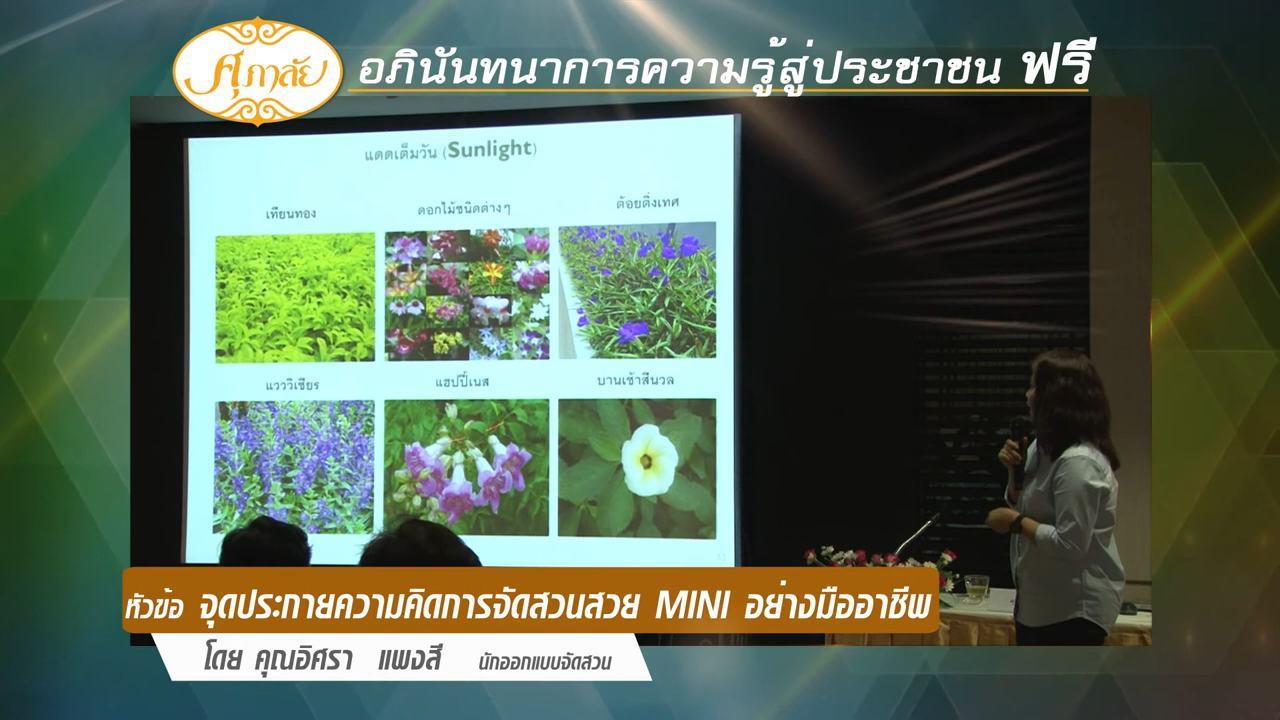 ศุภาลัย
อภินันทนาการความรู้สู่ประชาชน ฟรี
แดดเต็มวัน (Sunlight)
เทียนทอง
ดอกไม้ชนิดต่างๆ
ต้อยติ่งเทศ
แวววิเชียร
แฮปปี้เนส
บานเช้าสีนวล
หัวข้อ จุดประกายความคิดการจัดสวนสวย MINI อย่างมืออาชีพ
โดย คุณอิศรา แพงสี นักออกแบบจัดสวน